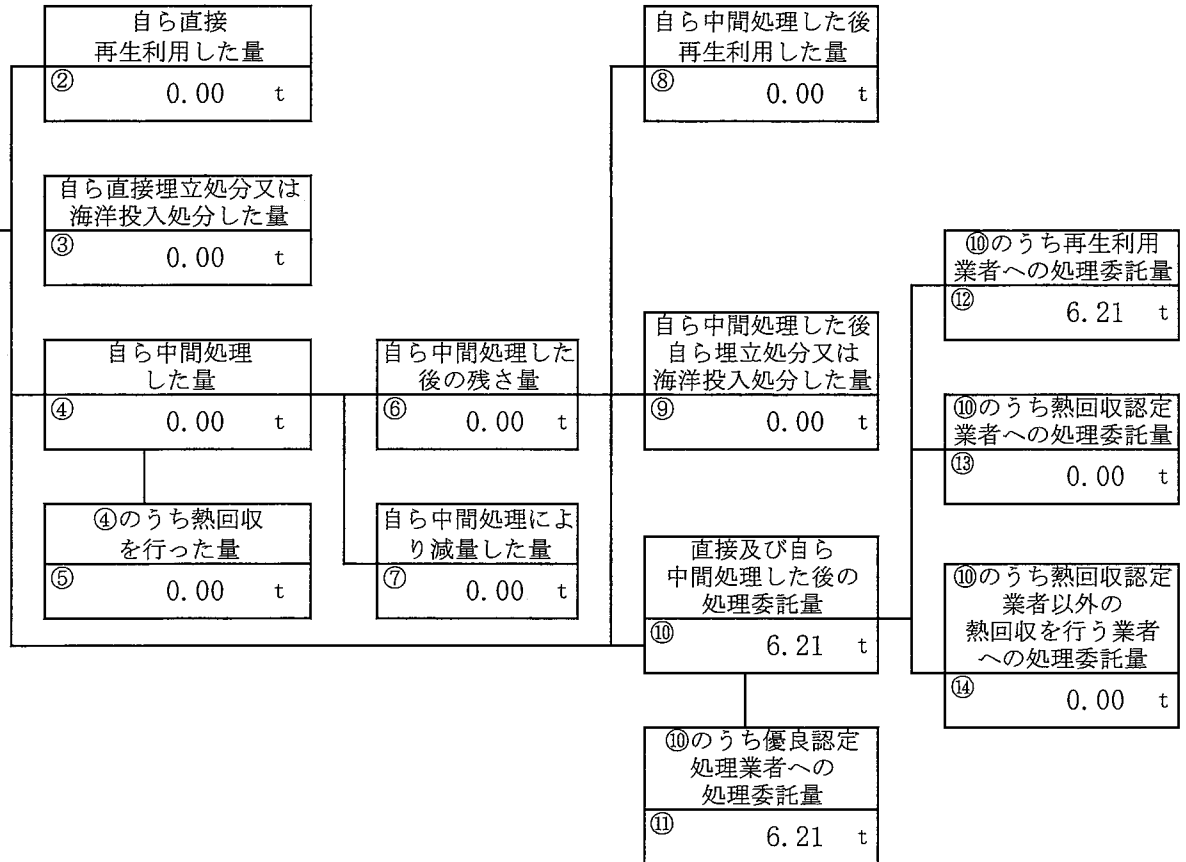 自ら直接
再生利用した量
② 0.00 t
自ら直接埋立処分又は
海洋投入処分した量
③ 0.00 t
自ら中間処理
した量
④ 0.00 t
④のうち熱回収
を行った量
⑤ 0.00 t
自ら中間処理した
後の残さ量
⑥ 0.00 t
自ら中間処理によ
り減量した量
⑦ 0.00 t
自ら中間処理した後
再生利用した量
⑧ 0.00 t
自ら中間処理した後
自ら埋立処分又は
海洋投入処分した量
⑨ 0.00 t
直接及び自ら
中間処理した後の
処理委託量
⑩ 6.21 t
⑩のうち優良認定
処理業者への
処理委託量
⑪ 6.21 t
⑩のうち再生利用
業者への処理委託量
⑫ 6.21 t
⑩のうち熱回収認定
業者への処理委託量
⑬ 0.00 t
⑩のうち熱回収認定
業者以外の
熱回収を行う業者
への処理委託量
⑭ 0.00 t